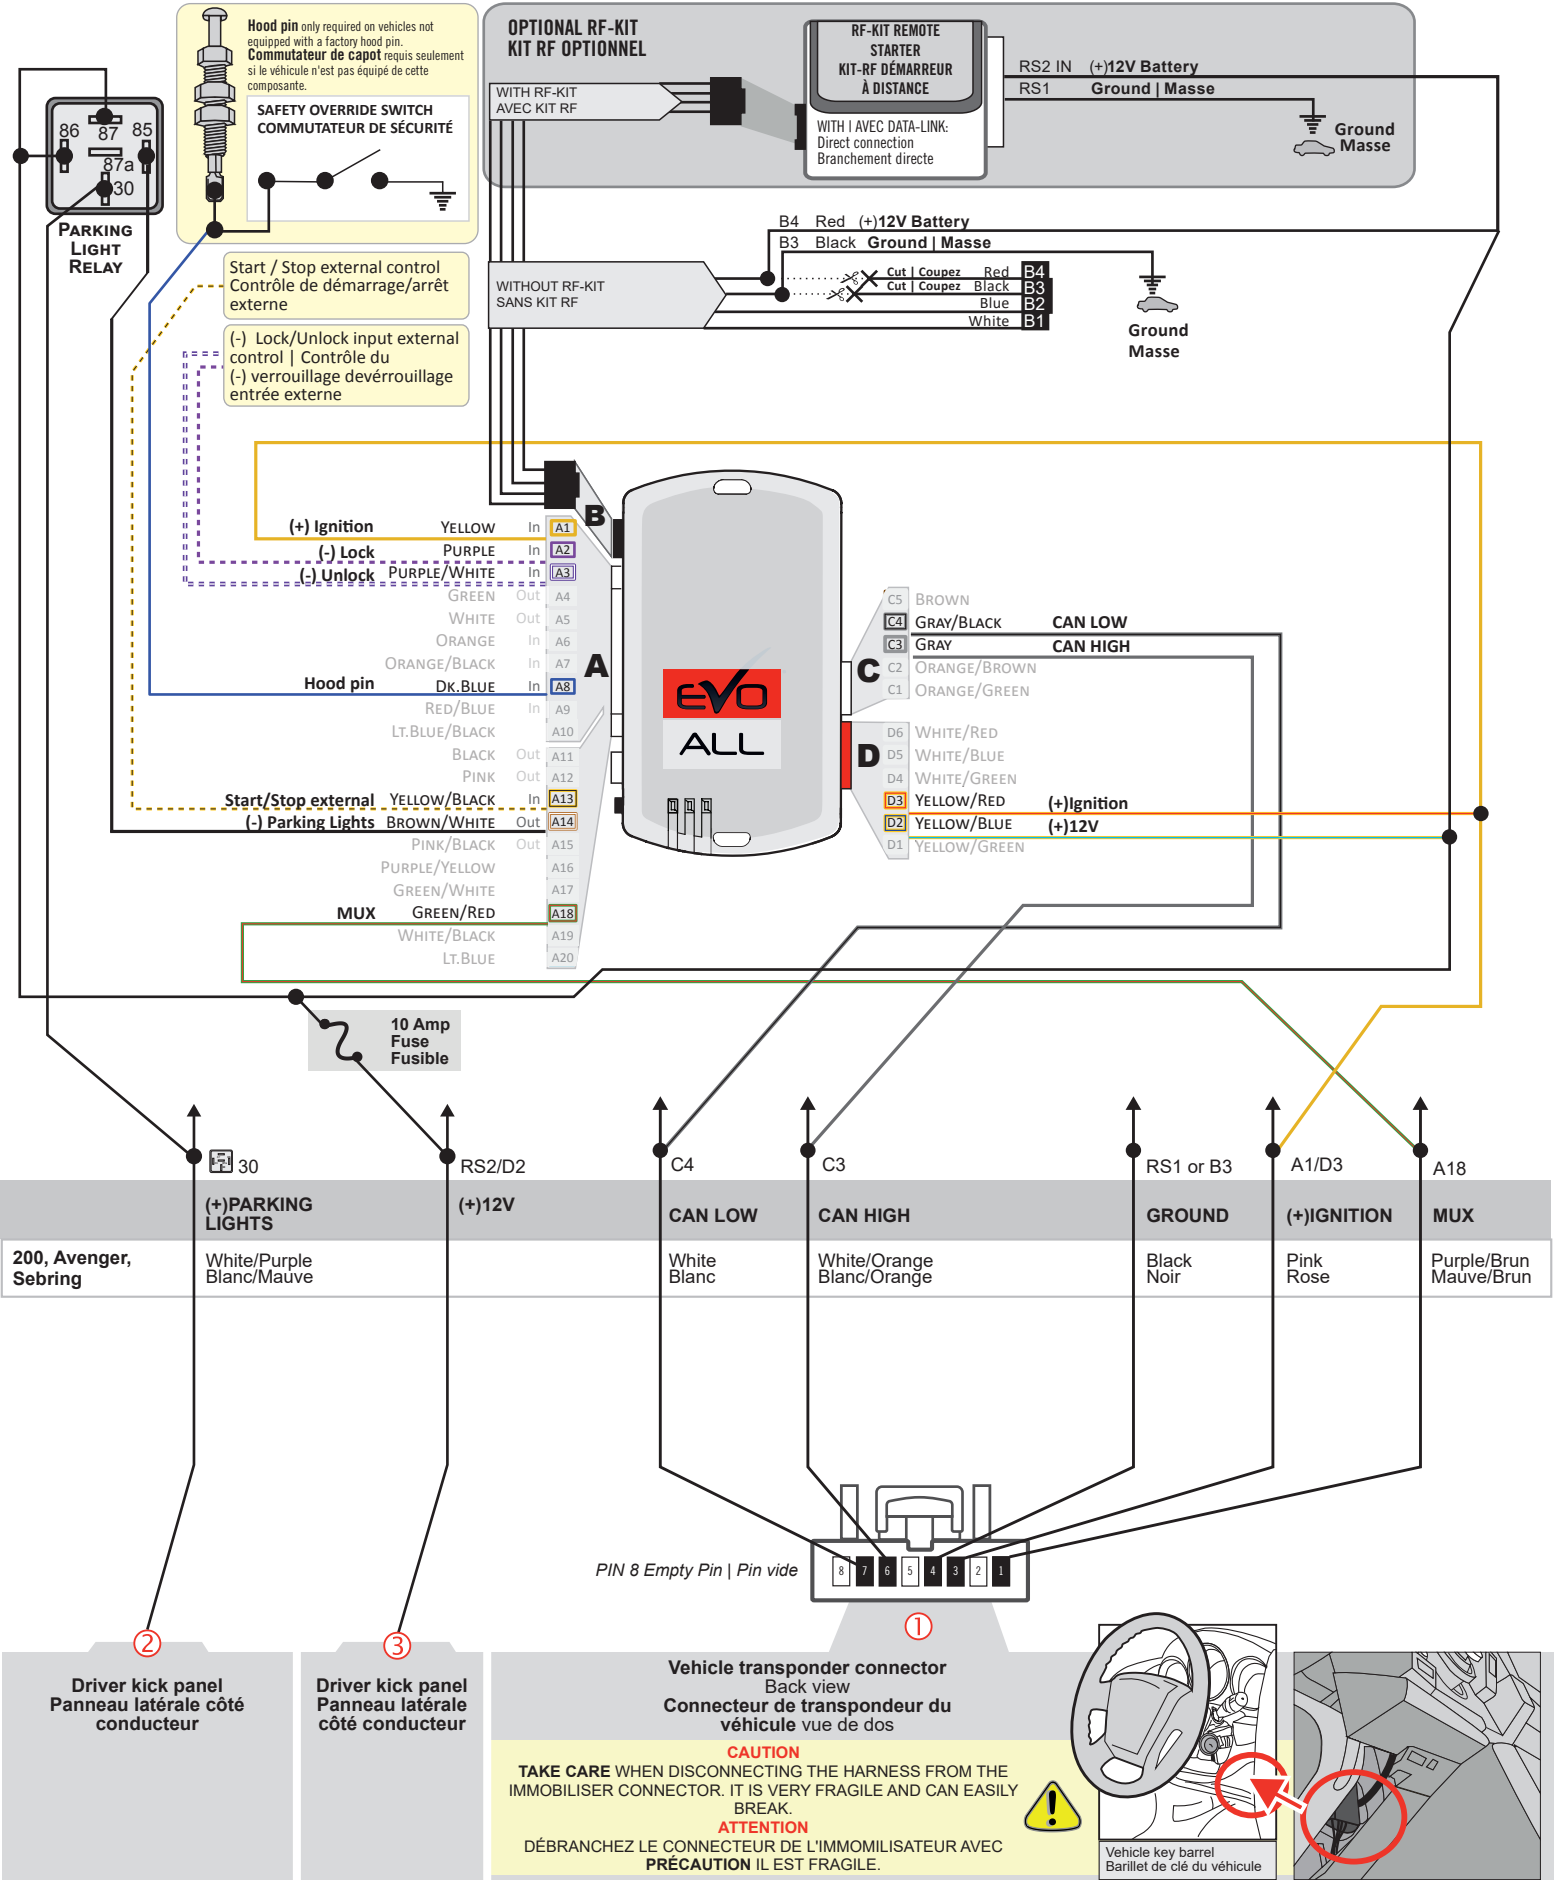 Hood pin only required on vehicles not
equipped with a factory hood pin.
Commutateur de capot requis seulement
si le véhicule n'est pas équipé de cette
composante.
SAFETY OVERRIDE SWITCH
COMMUTATEUR DE SÉCURITÉ
86
87
85
87a
30
PARKING
LIGHT
RELAY
OPTIONAL RF-KIT
KIT RF OPTIONNEL
WITH RF-KIT
AVEC KIT RF
RF-KIT REMOTE
STARTER
KIT-RF DÉMARREUR
À DISTANCE
WITH | AVEC DATA-LINK:
Direct connection
Branchement directe
RS2 IN (+)12V Battery
RS1 Ground | Masse
Ground
Masse
B4 Red (+)12V Battery
B3 Black Ground | Masse
WITHOUT RF-KIT
SANS KIT RF
Cut | Coupez Red B4
Cut | Coupez Black B3
Blue B2
White B1
Ground
Masse
Start / Stop external control
Contrôle de démarrage/arrêt
externe
(-) Lock/Unlock input external
control | Contrôle du
(-) verrouillage devérrouillage
entrée externe
B
(+) Ignition YELLOW In A1
(-) Lock PURPLE In A2
(-) Unlock PURPLE/WHITE In A3
GREEN Out A4
WHITE Out A5
ORANGE In A6
ORANGE/BLACK In A7
Hood pin DK.BLUE In A8
RED/BLUE In A9
LT.BLUE/BLACK A10
BLACK Out A11
PINK Out A12
Start/Stop external YELLOW/BLACK In A13
(-) Parking Lights BROWN/WHITE Out A14
PINK/BLACK Out A15
PURPLE/YELLOW A16
GREEN/WHITE A17
MUX GREEN/RED A18
WHITE/BLACK A19
LT.BLUE A20
A
EVO
ALL
C
C5 BROWN
C4 GRAY/BLACK CAN LOW
C3 GRAY CAN HIGH
C2 ORANGE/BROWN
C1 ORANGE/GREEN
D
D6 WHITE/RED
D5 WHITE/BLUE
D4 WHITE/GREEN
D3 YELLOW/RED (+)Ignition
D2 YELLOW/BLUE (+)12V
D1 YELLOW/GREEN
10 Amp
Fuse
Fusible
30
RS2/D2
C4
C3
RS1 or B3
A1/D3
A18
(+)PARKING
LIGHTS
(+)12V
CAN LOW
CAN HIGH
GROUND
(+)IGNITION
MUX
200, Avenger,
Sebring
White/Purple
Blanc/Mauve
White
Blanc
White/Orange
Blanc/Orange
Black
Noir
Pink
Rose
Purple/Brun
Mauve/Brun
PIN 8 Empty Pin | Pin vide
8 7 6 5 4 3 2 1
2
Driver kick panel
Panneau latérale côté
conducteur
3
Driver kick panel
Panneau latérale
côté conducteur
1
Vehicle transponder connector
Back view
Connecteur de transpondeur du
véhicule vue de dos
CAUTION
TAKE CARE WHEN DISCONNECTING THE HARNESS FROM THE
IMMOBILISER CONNECTOR. IT IS VERY FRAGILE AND CAN EASILY
BREAK.
ATTENTION
DÉBRANCHEZ LE CONNECTEUR DE L'IMMOMILISATEUR AVEC
PRÉCAUTION IL EST FRAGILE.
!
Vehicle key barrel
Barillet de clé du véhicule